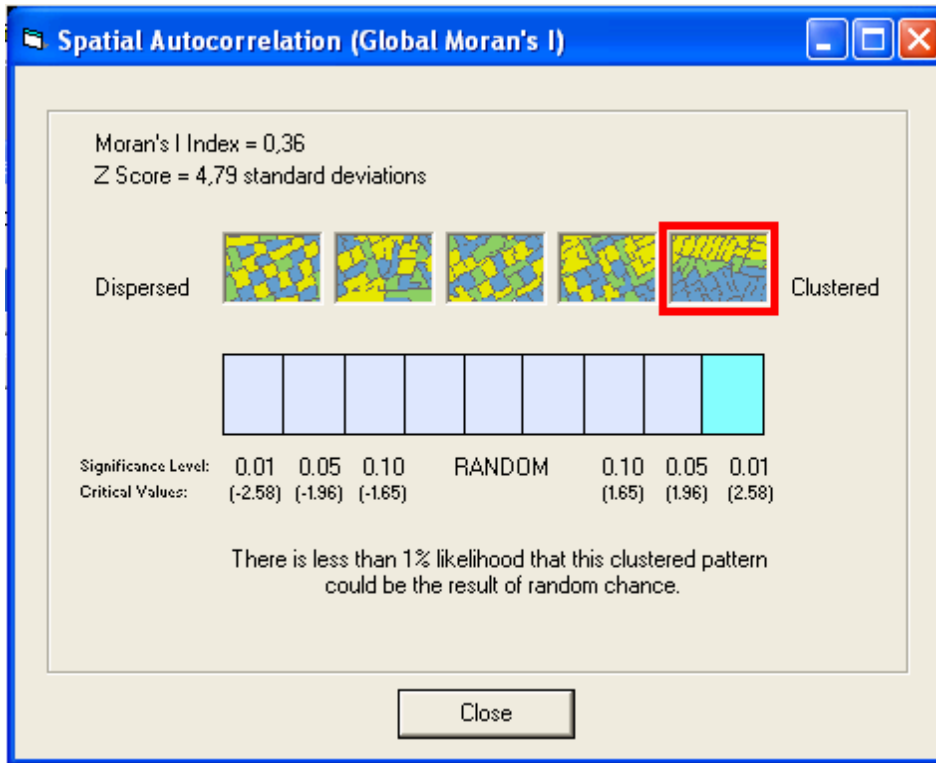 Spatial Autocorrelation (Global Moran's I)
Moran's I Index = 0,36
Z Score = 4,79 standard deviations
Dispersed
Clustered
Significance Level: 0.01 0.05 0.10 RANDOM 0.10 0.05 0.01
Critical Values: (-2.58) (-1.96) (-1.65) (1.65) (1.96) (2.58)
There is less than 1% likelihood that this clustered pattern
could be the result of random chance.
Close